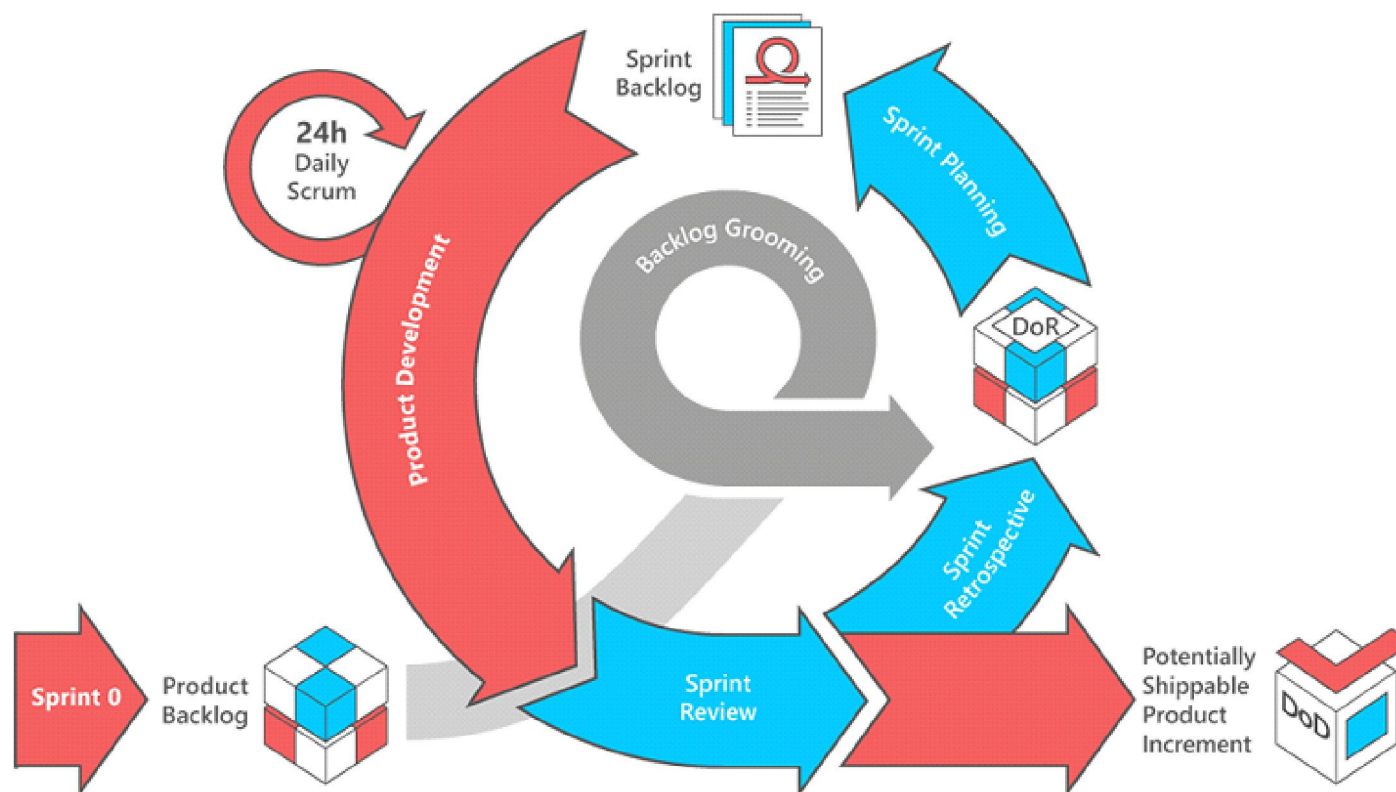 Sprint
Backlog
24h
Daily
Scrum
Sprint Planning
Backlog Grooming
Product Development
DoR
Sprint
Retrospective
Sprint 0
Product
Backlog
Sprint
Review
Potentially
Shippable
Product
Increment
DoD